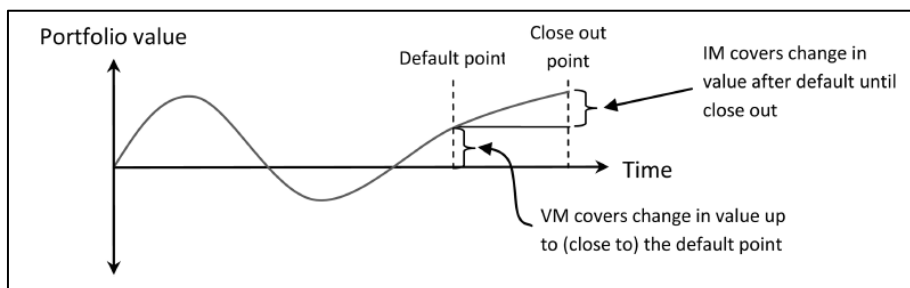 Portfolio value
Default point
Close out
point
IM covers change in
value after default until
close out
Time
VM covers change in value up
to (close to) the default point